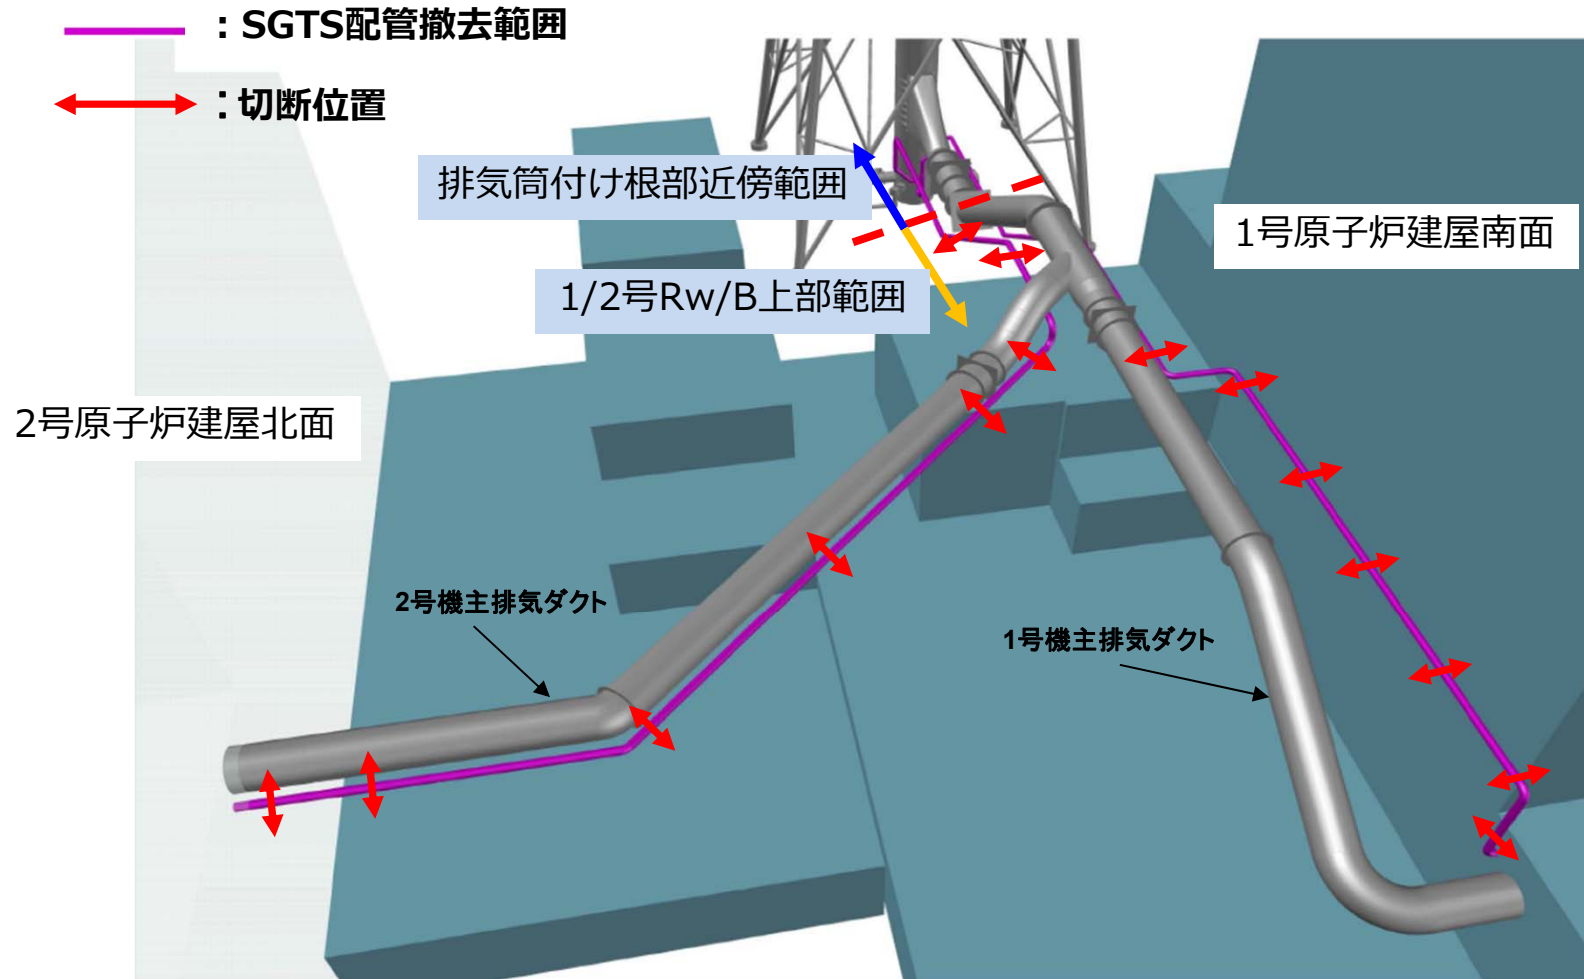 ：SGTS配管撤去範囲
：切断位置
排気筒付け根部近傍範囲
1号原子炉建屋南面
1/2号Rw/B上部範囲
2号原子炉建屋北面
2号機主排気ダクト
1号機主排気ダクト